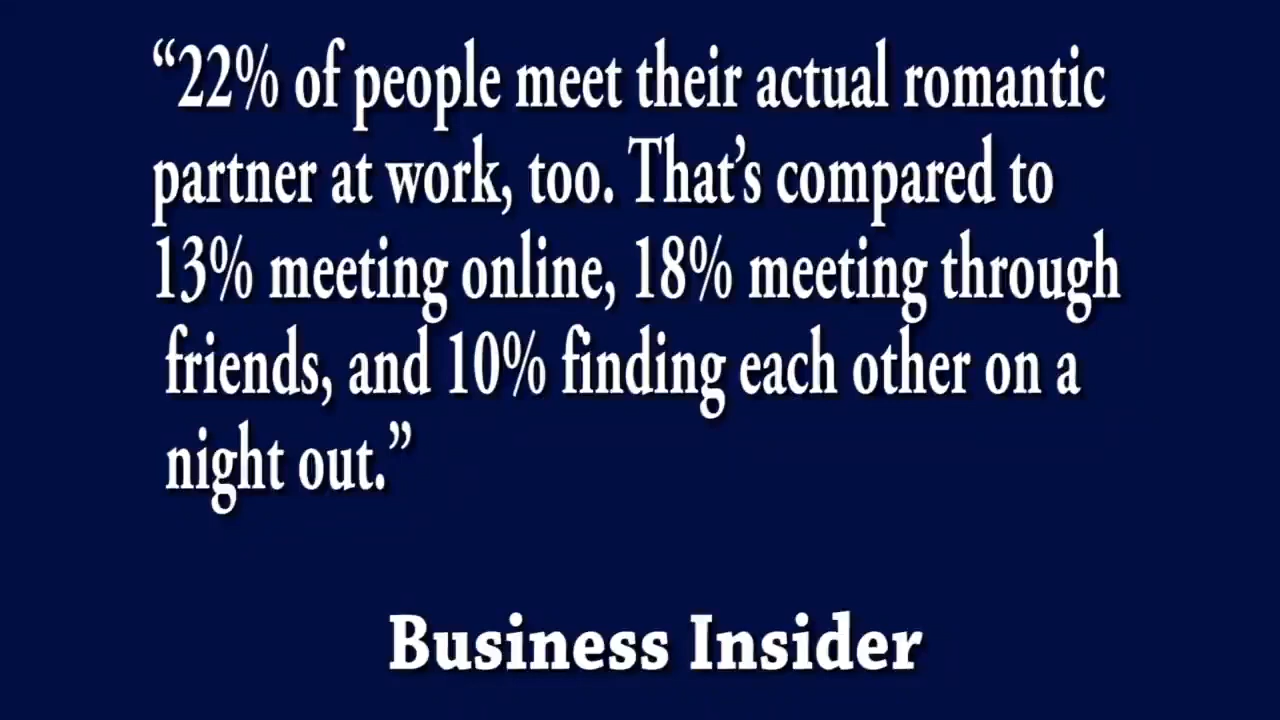 “22% of people meet their actual romantic
partner at work, too. That’s compared to
13% meeting online, 18% meeting through
friends, and 10% finding each other on a
night out.”
Business Insider